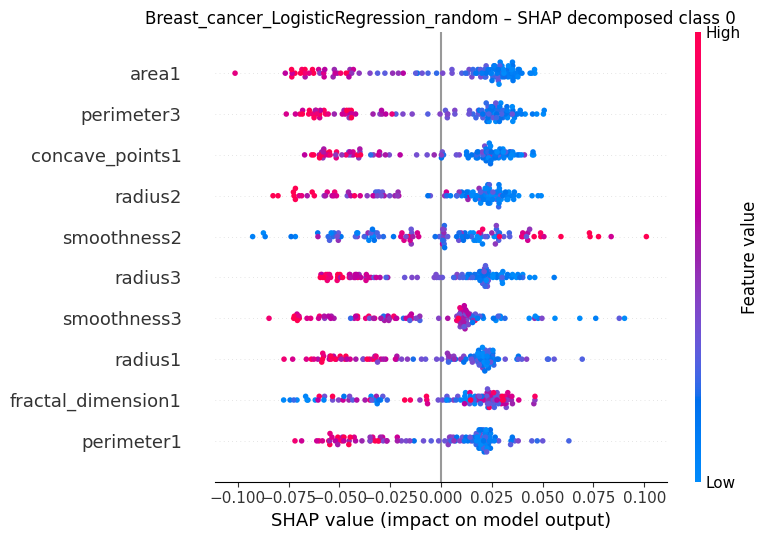 Breast_cancer_LogisticRegression_random – SHAP decomposed class 0
High
area1
perimeter3
concave_points1
radius2
smoothness2
radius3
smoothness3
radius1
fractal_dimension1
perimeter1
Feature value
Low
−0.100 −0.075 −0.050 −0.025 0.000 0.025 0.050 0.075 0.100
SHAP value (impact on model output)